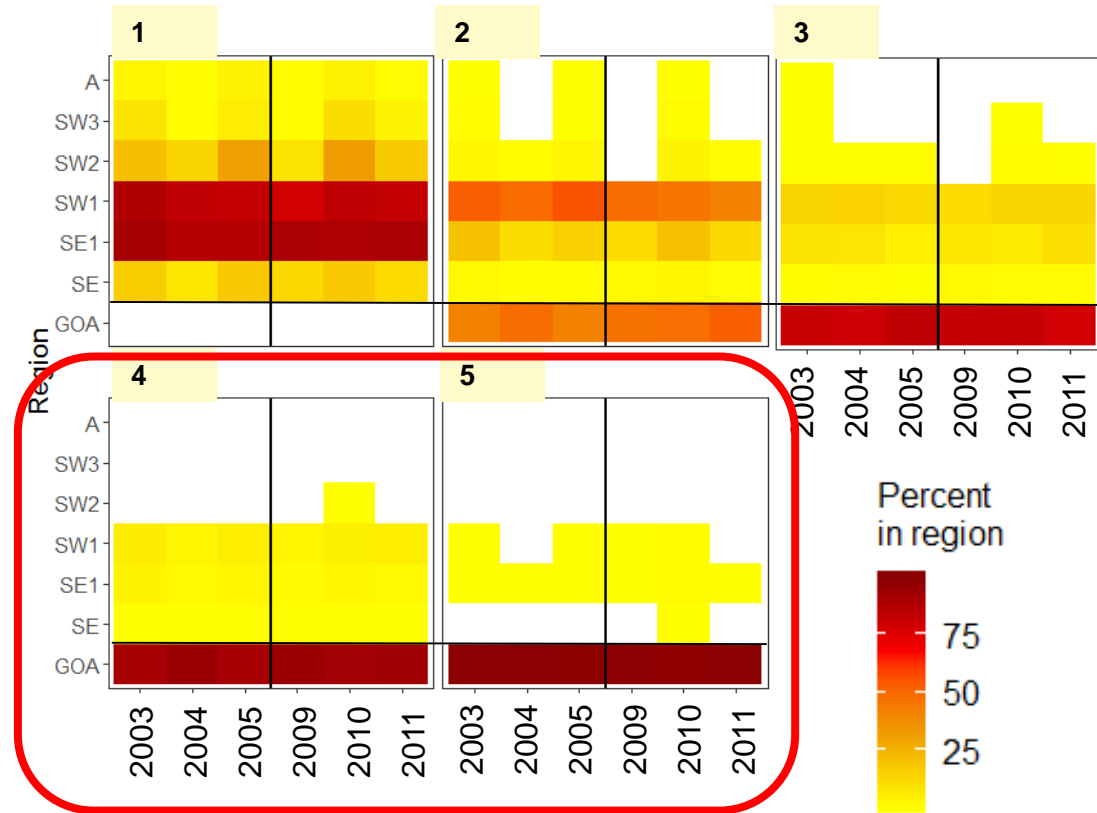 1 2 3
A
SW3
SW2
SW1
SE1
SE
GOA
Region
2003 2004 2005 2009 2010 2011
4 5
A
SW3
SW2
SW1
SE1
SE
GOA
2003 2004 2005 2009 2010 2011 2003 2004 2005 2009 2010 2011
Percent
in region
75
50
25